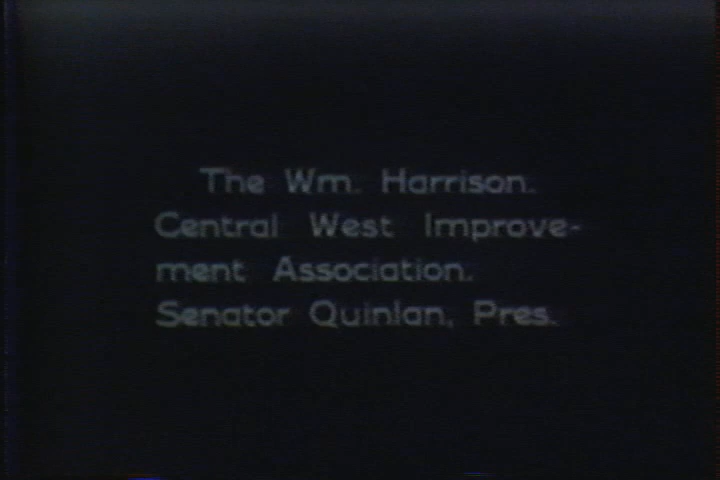 The Wm. Harrison.
Central West Improve-
ment Association.
Senator Quinlan, Pres.